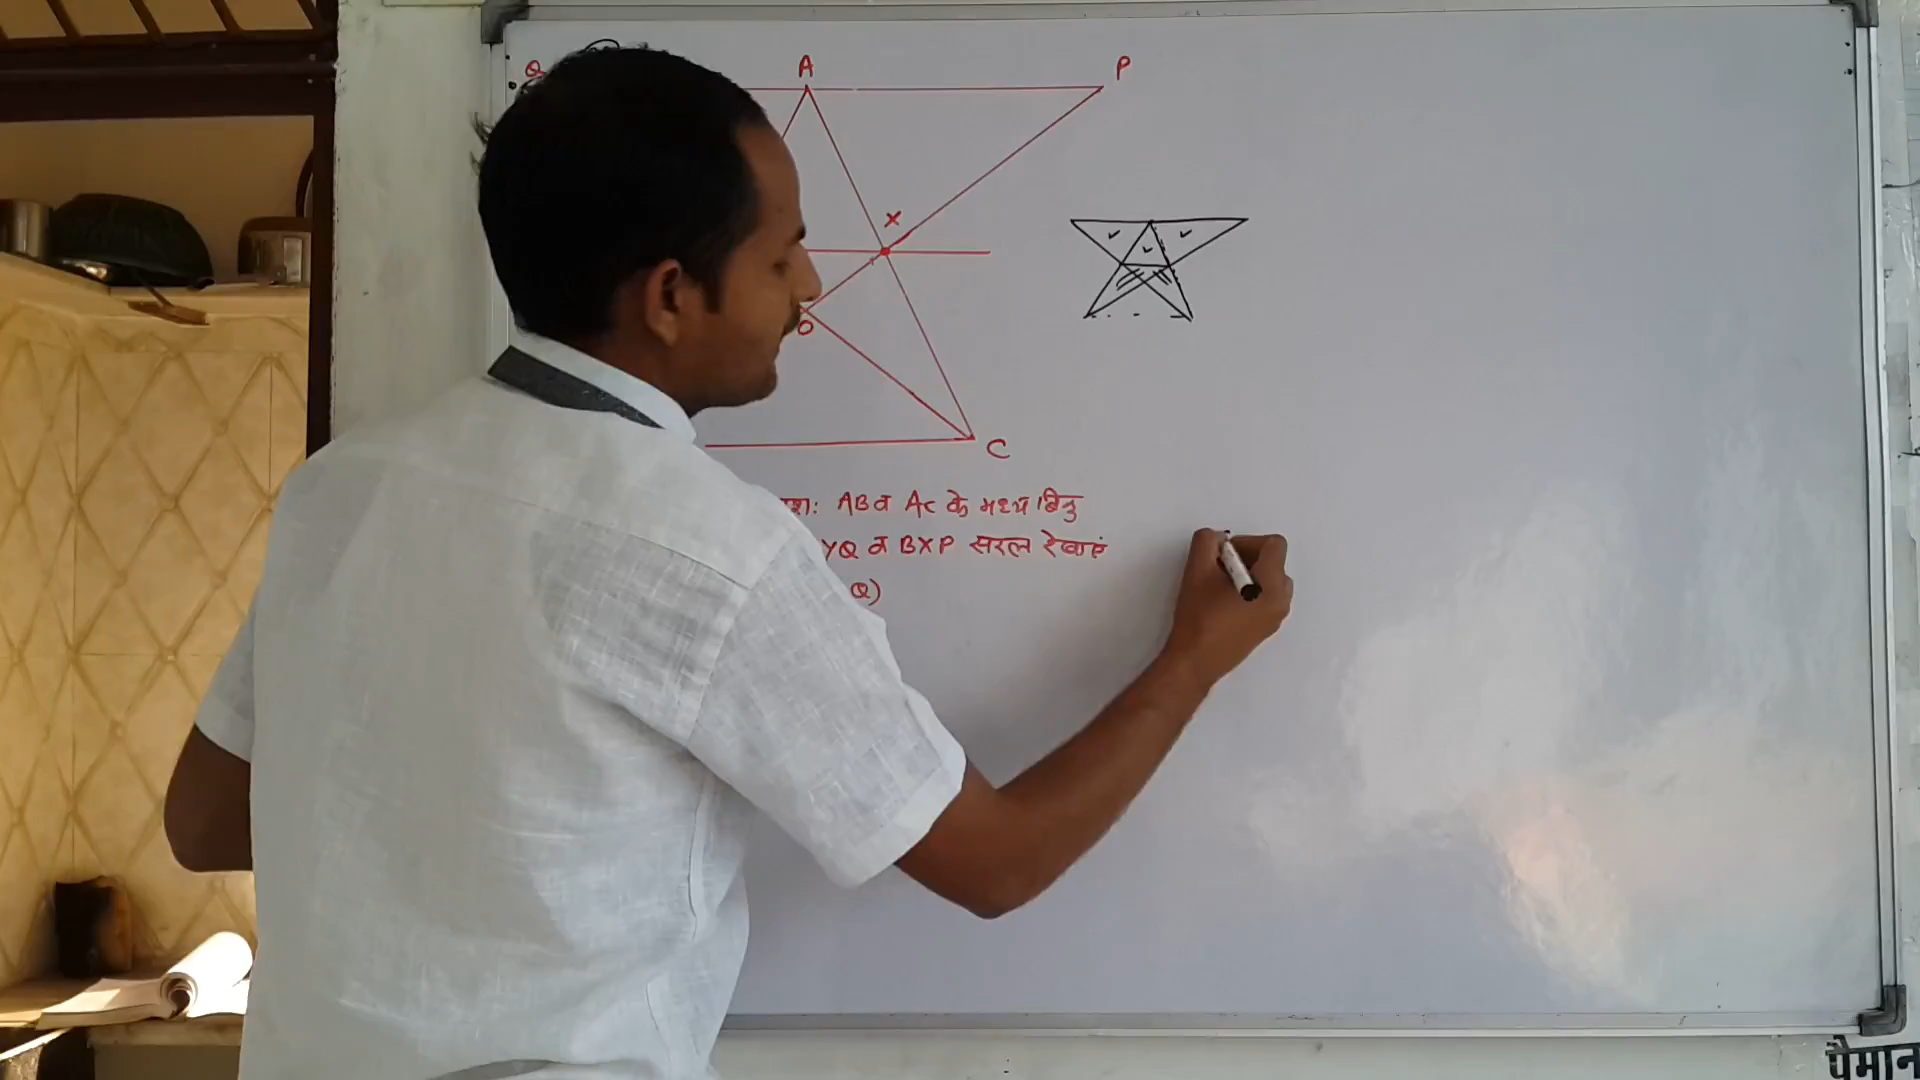 Q A P
X
O
C
AB व AC के मध्य बिन्दु
YQ व BXP सरल रेखाएं
Q)
पैमान